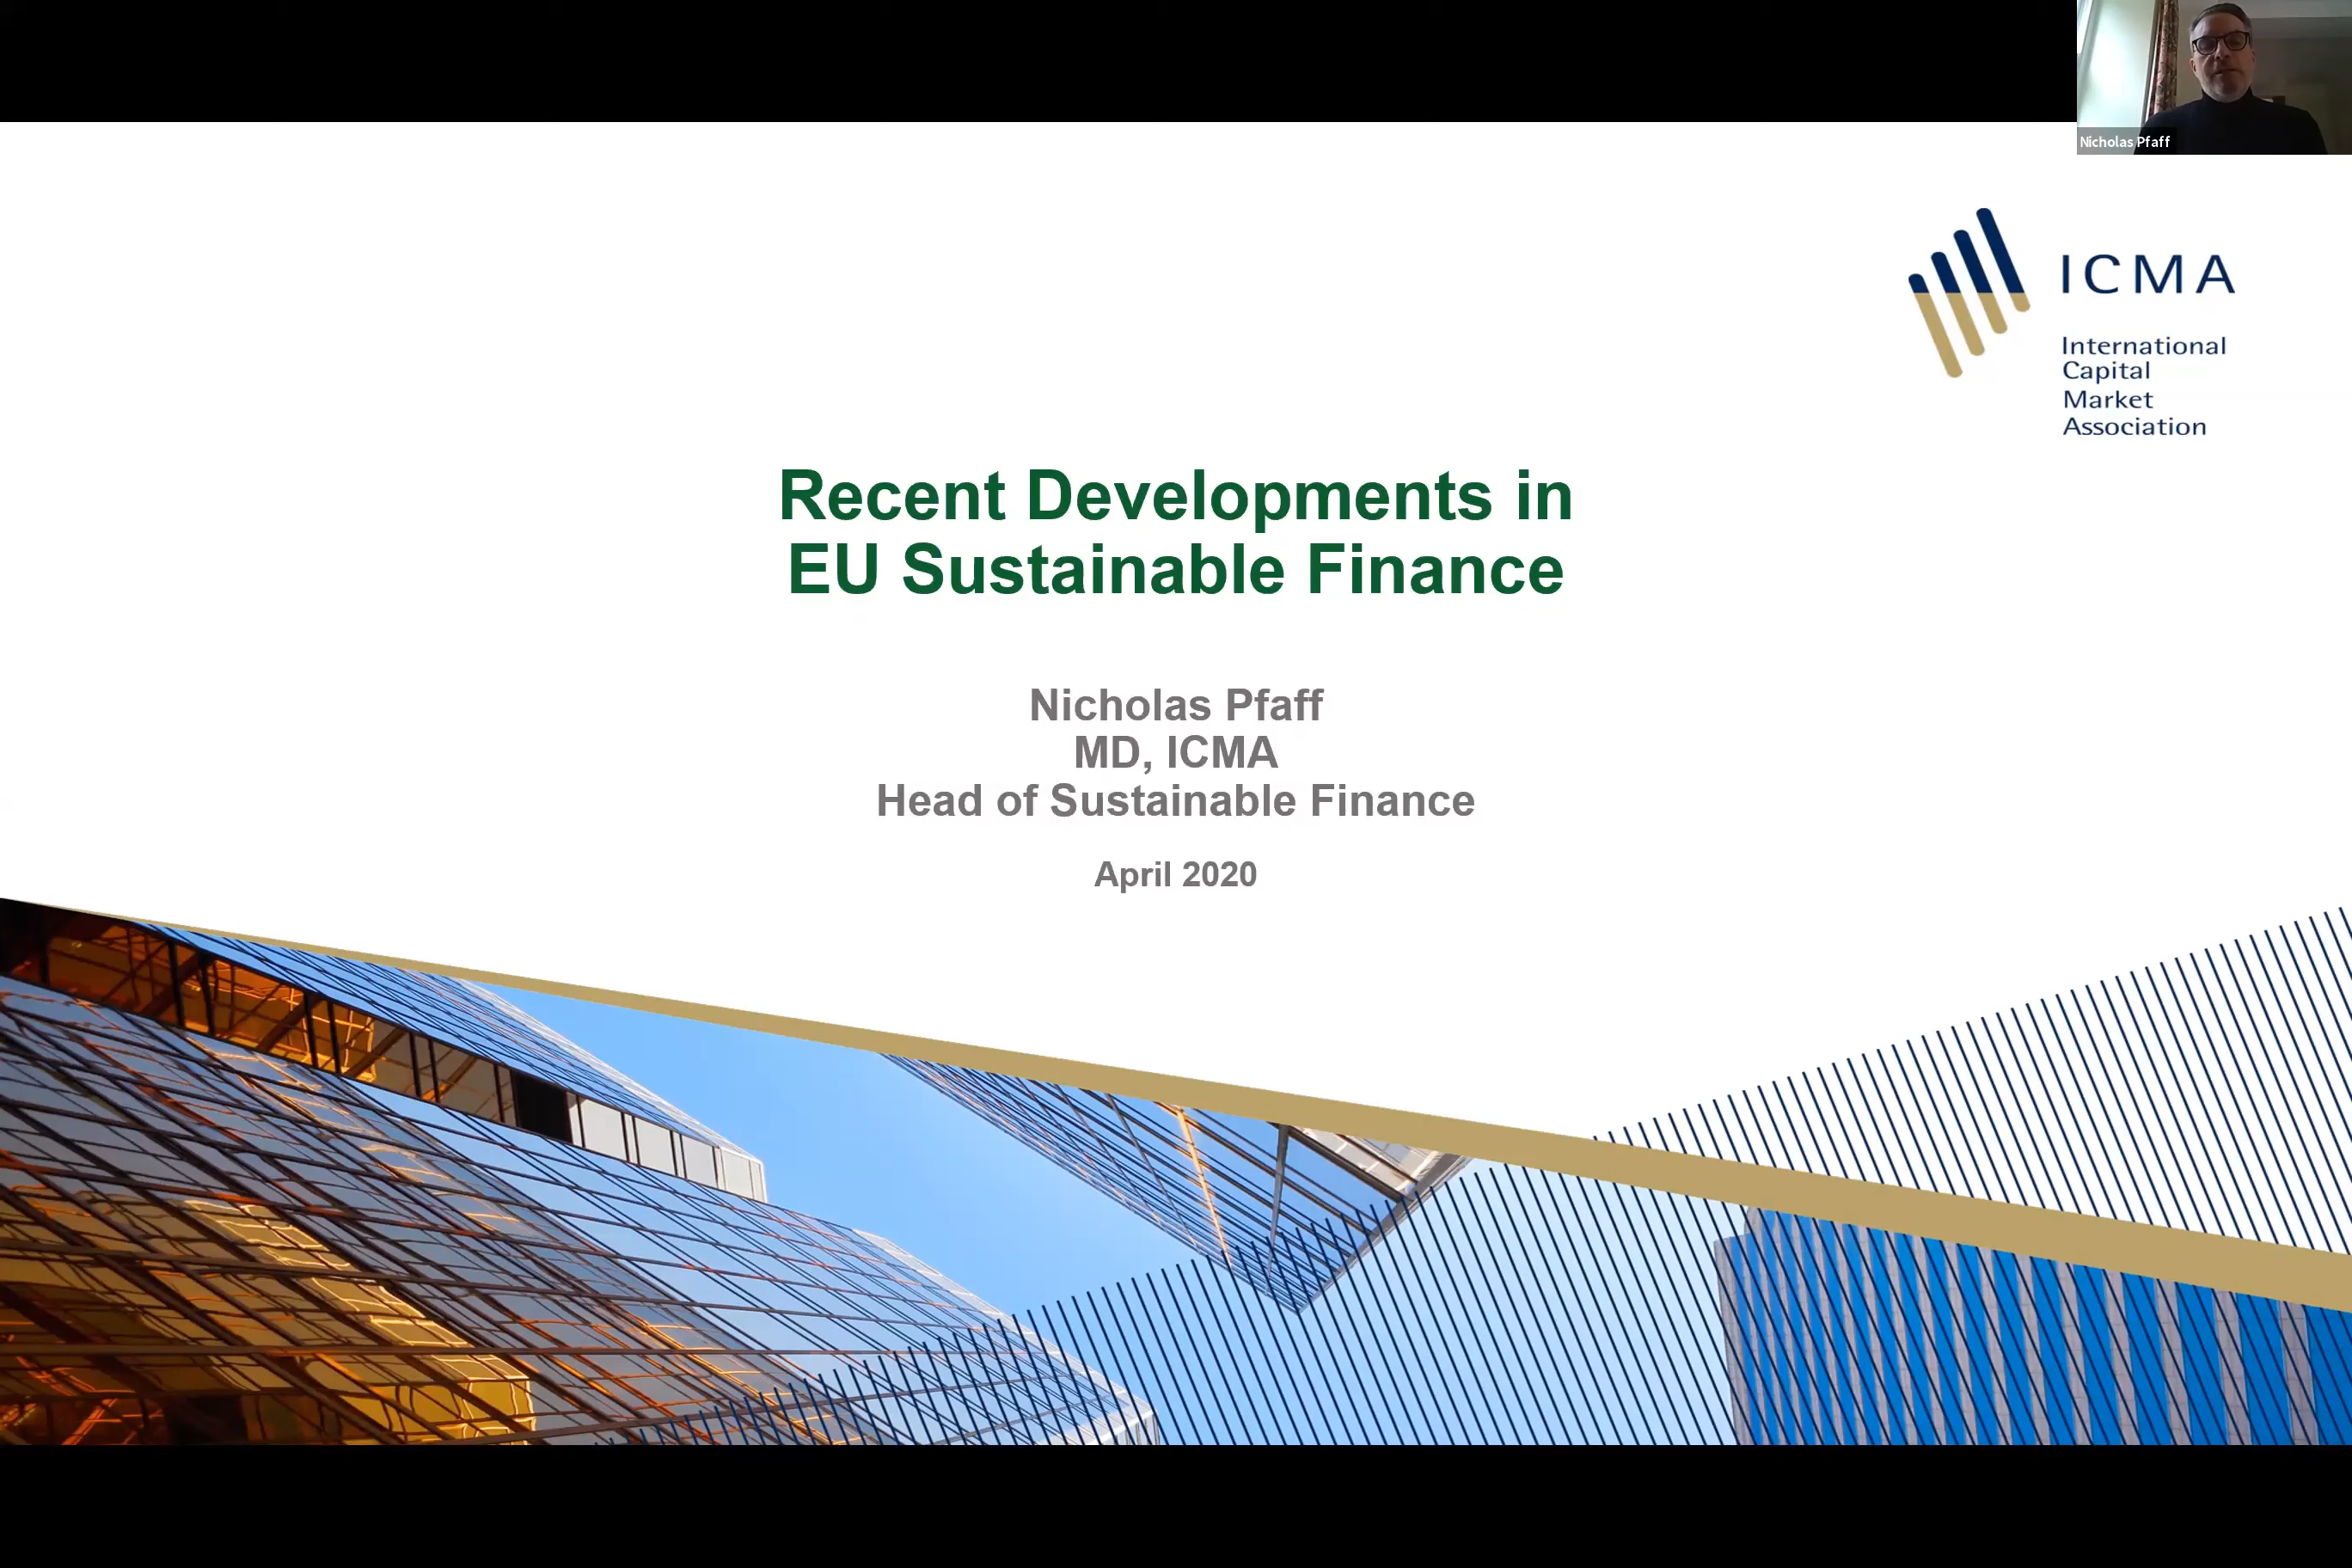 Nicholas Pfaff
ICMA
International
Capital
Market
Association
Recent Developments in
EU Sustainable Finance
Nicholas Pfaff
MD, ICMA
Head of Sustainable Finance
April 2020